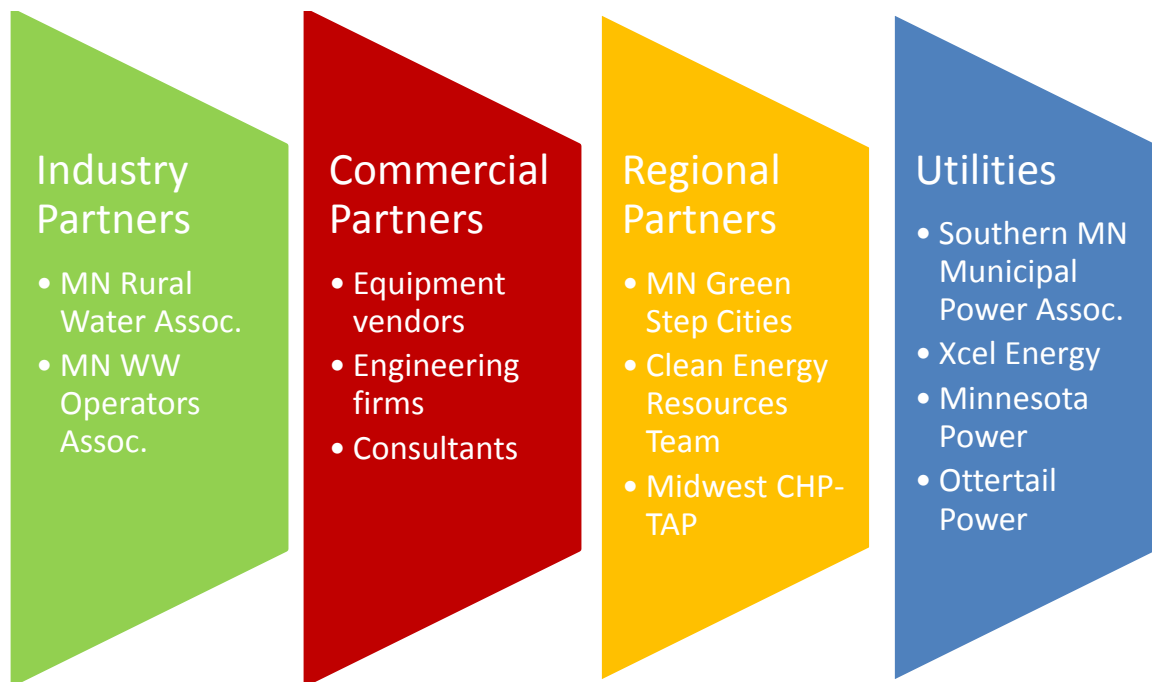 Industry
Partners
• MN Rural
Water Assoc.
• MN WW
Operators
Assoc.
Commercial
Partners
• Equipment
vendors
• Engineering
firms
• Consultants
Regional
Partners
• MN Green
Step Cities
• Clean Energy
Resources
Team
• Midwest CHP-
TAP
Utilities
• Southern MN
Municipal
Power Assoc.
• Xcel Energy
• Minnesota
Power
• Ottertail
Power